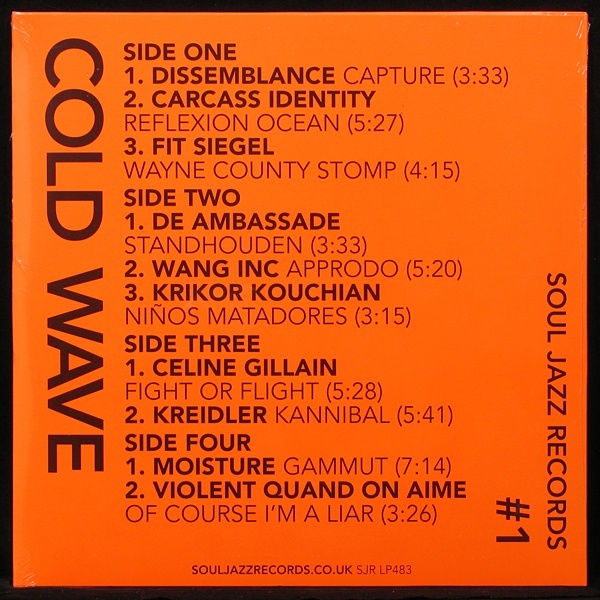 COLD WAVE
SIDE ONE
1. DISSEMBLANCE CAPTURE (3:33)
2. CARCASS IDENTITY
REFLEXION OCEAN (5:27)
3. FIT SIEGEL
WAYNE COUNTY STOMP (4:15)
SIDE TWO
1. DE AMBASSADE
STANDHOUDEN (3:33)
2. WANG INC APPRODO (5:20)
3. KRIKOR KOUCHIAN
NIÑOS MATADORES (3:15)
SIDE THREE
1. CELINE GILLAIN
FIGHT OR FLIGHT (5:28)
2. KREIDLER KANNIBAL (5:41)
SIDE FOUR
1. MOISTURE GAMMUT (7:14)
2. VIOLENT QUAND ON AIME
OF COURSE I'M A LIAR (3:26)
SOUL JAZZ RECORDS
#1
SOULJAZZRECORDS.CO.UK SJR LP483